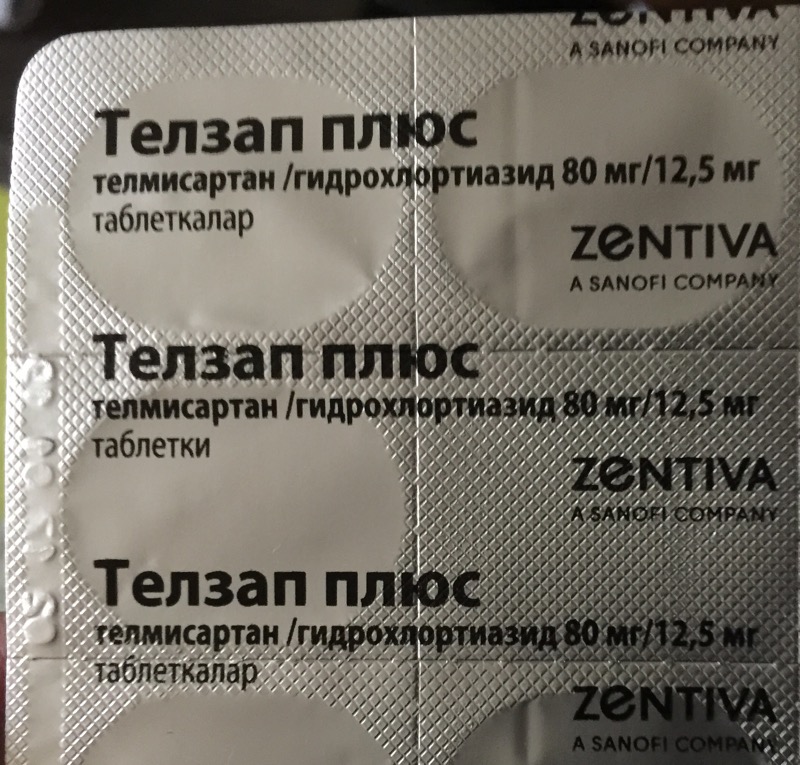 ZENTIVA
A SANOFI COMPANY
Телзап плюс
телмисартан /гидрохлортиазид 80 мг/12,5 мг
таблеткалар
ZENTIVA
A SANOFI COMPANY
Телзап плюс
телмисартан /гидрохлортиазид 80 мг/12,5 мг
таблетки
ZENTIVA
A SANOFI COMPANY
Телзап плюс
телмисартан /гидрохлортиазид 80 мг/12,5 мг
таблеткалар
ZENTIVA
A SANOFI COMPANY